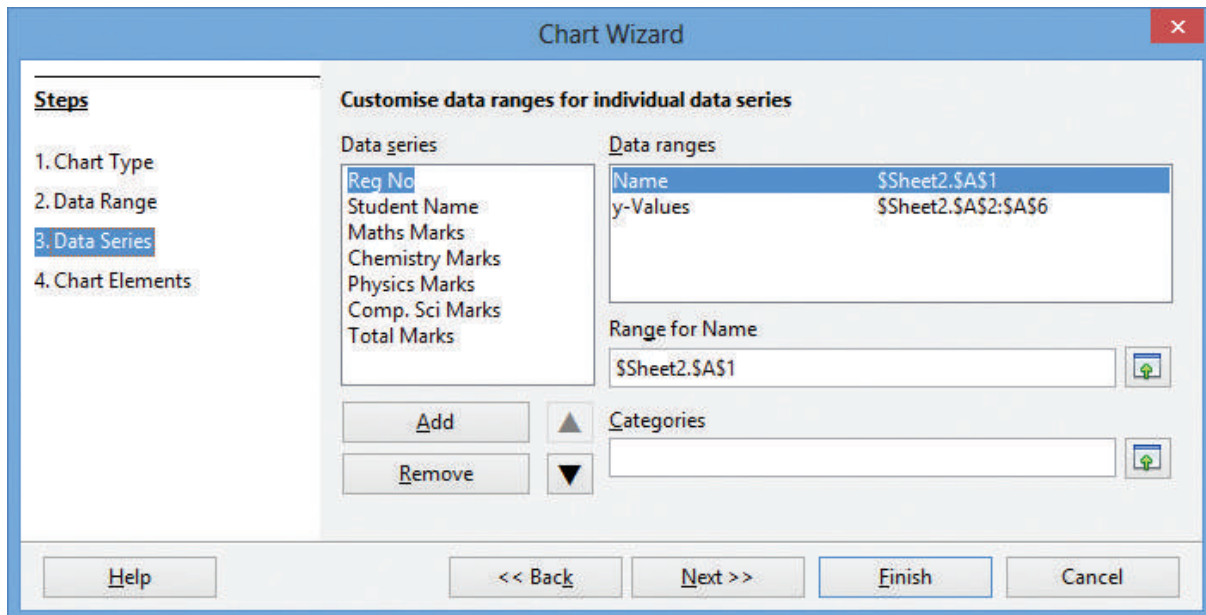 Chart Wizard
Steps
1. Chart Type
2. Data Range
3. Data Series
4. Chart Elements
Customise data ranges for individual data series
Data series
Reg No
Student Name
Maths Marks
Chemistry Marks
Physics Marks
Comp. Sci Marks
Total Marks
Add
Remove
Data ranges
Name $Sheet2.$A$1
y-Values $Sheet2.$A$2:$A$6
Range for Name
$Sheet2.$A$1
Categories
Help
<< Back
Next >>
Finish
Cancel